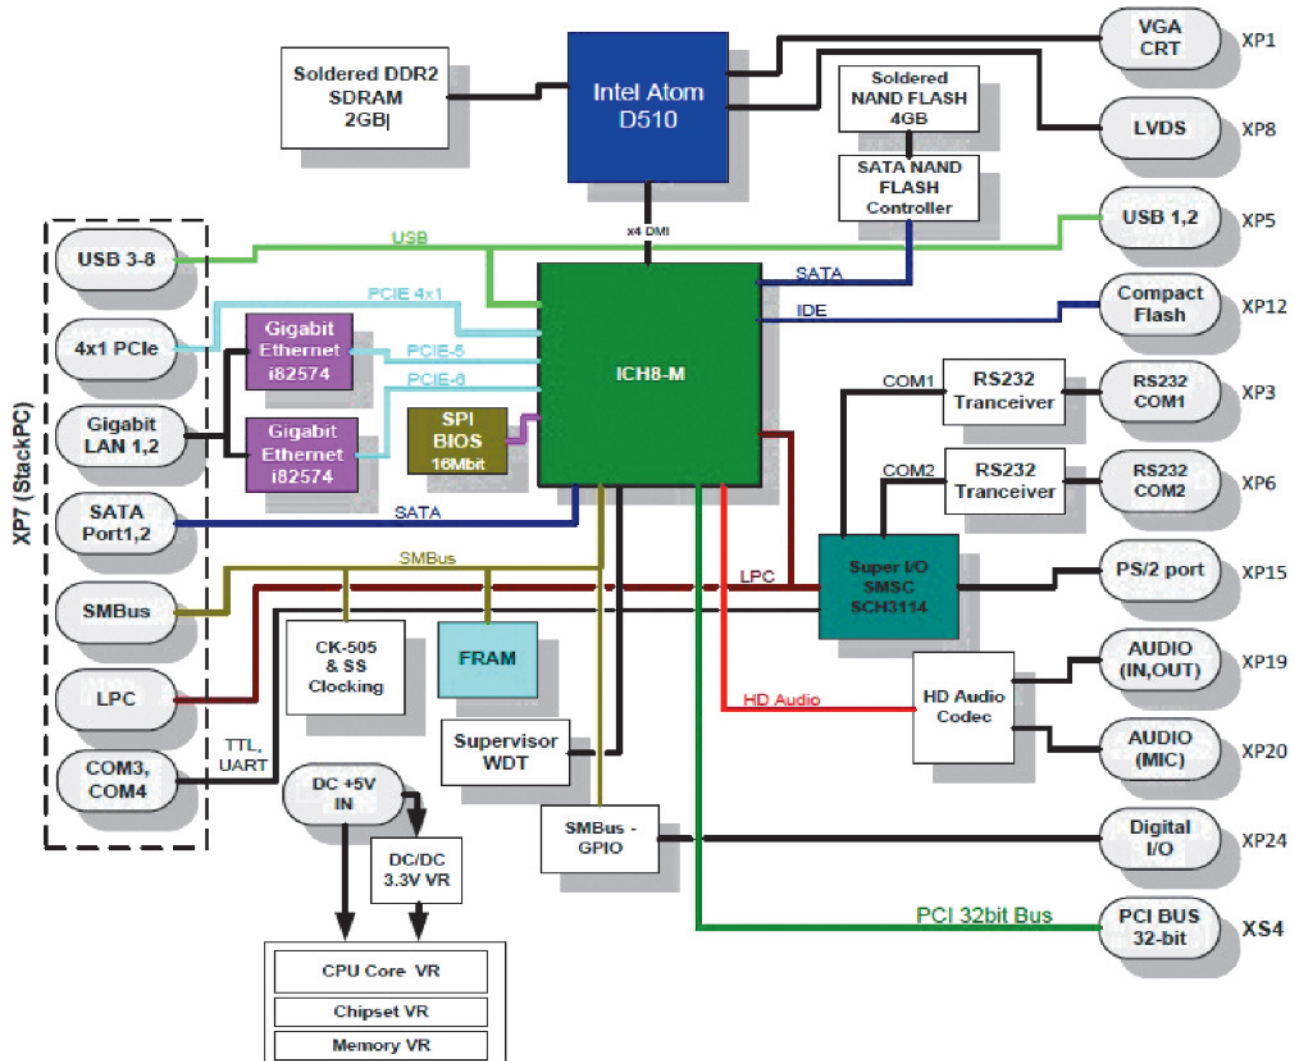 VGA
CRT
XP1
Soldered DDR2
SDRAM
2GB
Intel Atom
D510
Soldered
NAND FLASH
4GB
LVDS
XP8
SATA NAND
FLASH
Controller
x4 DMI
USB 1,2
XP5
USB 3-8
USB
SATA
PCIE 4x1
IDE
Compact
Flash
XP12
4x1 PCIe
Gigabit
Ethernet
i82574
PCIE-5
ICH8-M
PCIE-6
COM1
RS232
Tranceiver
RS232
COM1
XP3
Gigabit
LAN 1,2
Gigabit
Ethernet
i82574
SPI
BIOS
16Mbit
COM2
RS232
Tranceiver
RS232
COM2
XP6
XP7 (StackPC)
SATA
Port1,2
SATA
SMBus
LPC
Super I/O
SMSC
SCH3114
PS/2 port
XP15
SMBus
CK-505
& SS
Clocking
FRAM
AUDIO
(IN,OUT)
XP19
LPC
HD Audio
HD Audio
Codec
TTL,
UART
Supervisor
WDT
AUDIO
(MIC)
XP20
COM3,
COM4
DC +5V
IN
SMBus -
GPIO
Digital
I/O
XP24
DC/DC
3.3V VR
PCI 32bit Bus
PCI BUS
32-bit
XS4
CPU Core VR
Chipset VR
Memory VR